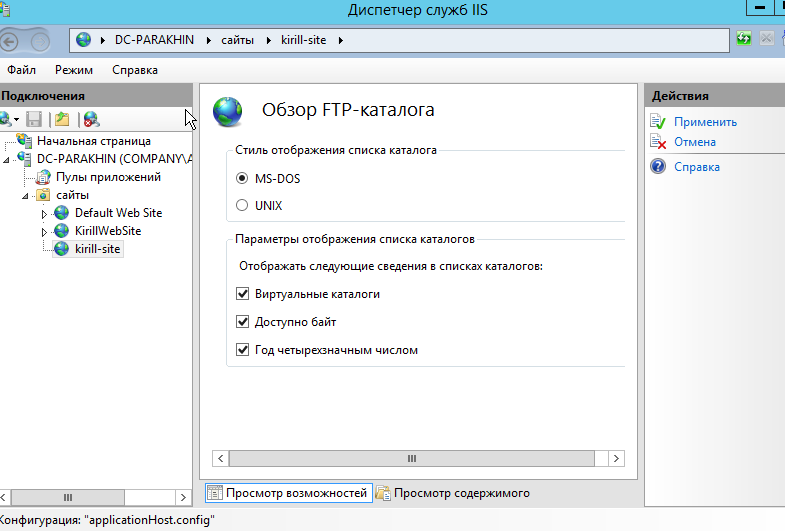 Диспетчер служб IIS
DC-PARAKHIN сайты kirill-site
Файл Режим Справка
Подключения
Начальная страница
DC-PARAKHIN (COMPANY\A
Пулы приложений
сайты
Default Web Site
KirillWebSite
kirill-site
Обзор FTP-каталога
Стиль отображения списка каталога
MS-DOS
UNIX
Параметры отображения списка каталогов
Отображать следующие сведения в списках каталогов:
Виртуальные каталоги
Доступно байт
Год четырехзначным числом
Просмотр возможностей Просмотр содержимого
Действия
Применить
Отмена
Справка
Конфигурация: "applicationHost.config"